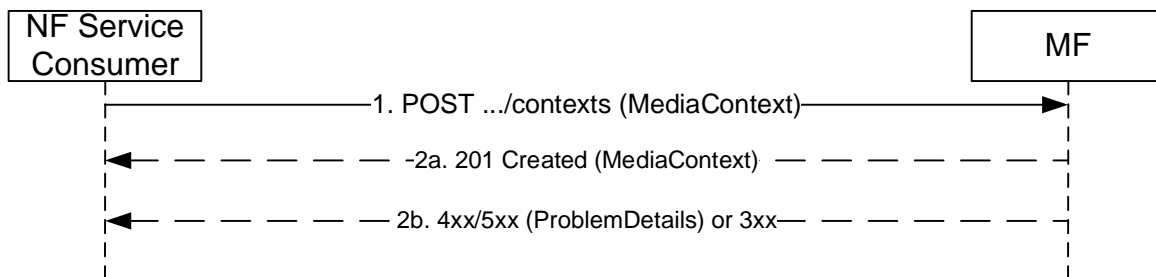 NF Service
Consumer
MF
1. POST .../contexts (MediaContext)
2a. 201 Created (MediaContext)
2b. 4xx/5xx (ProblemDetails) or 3xx